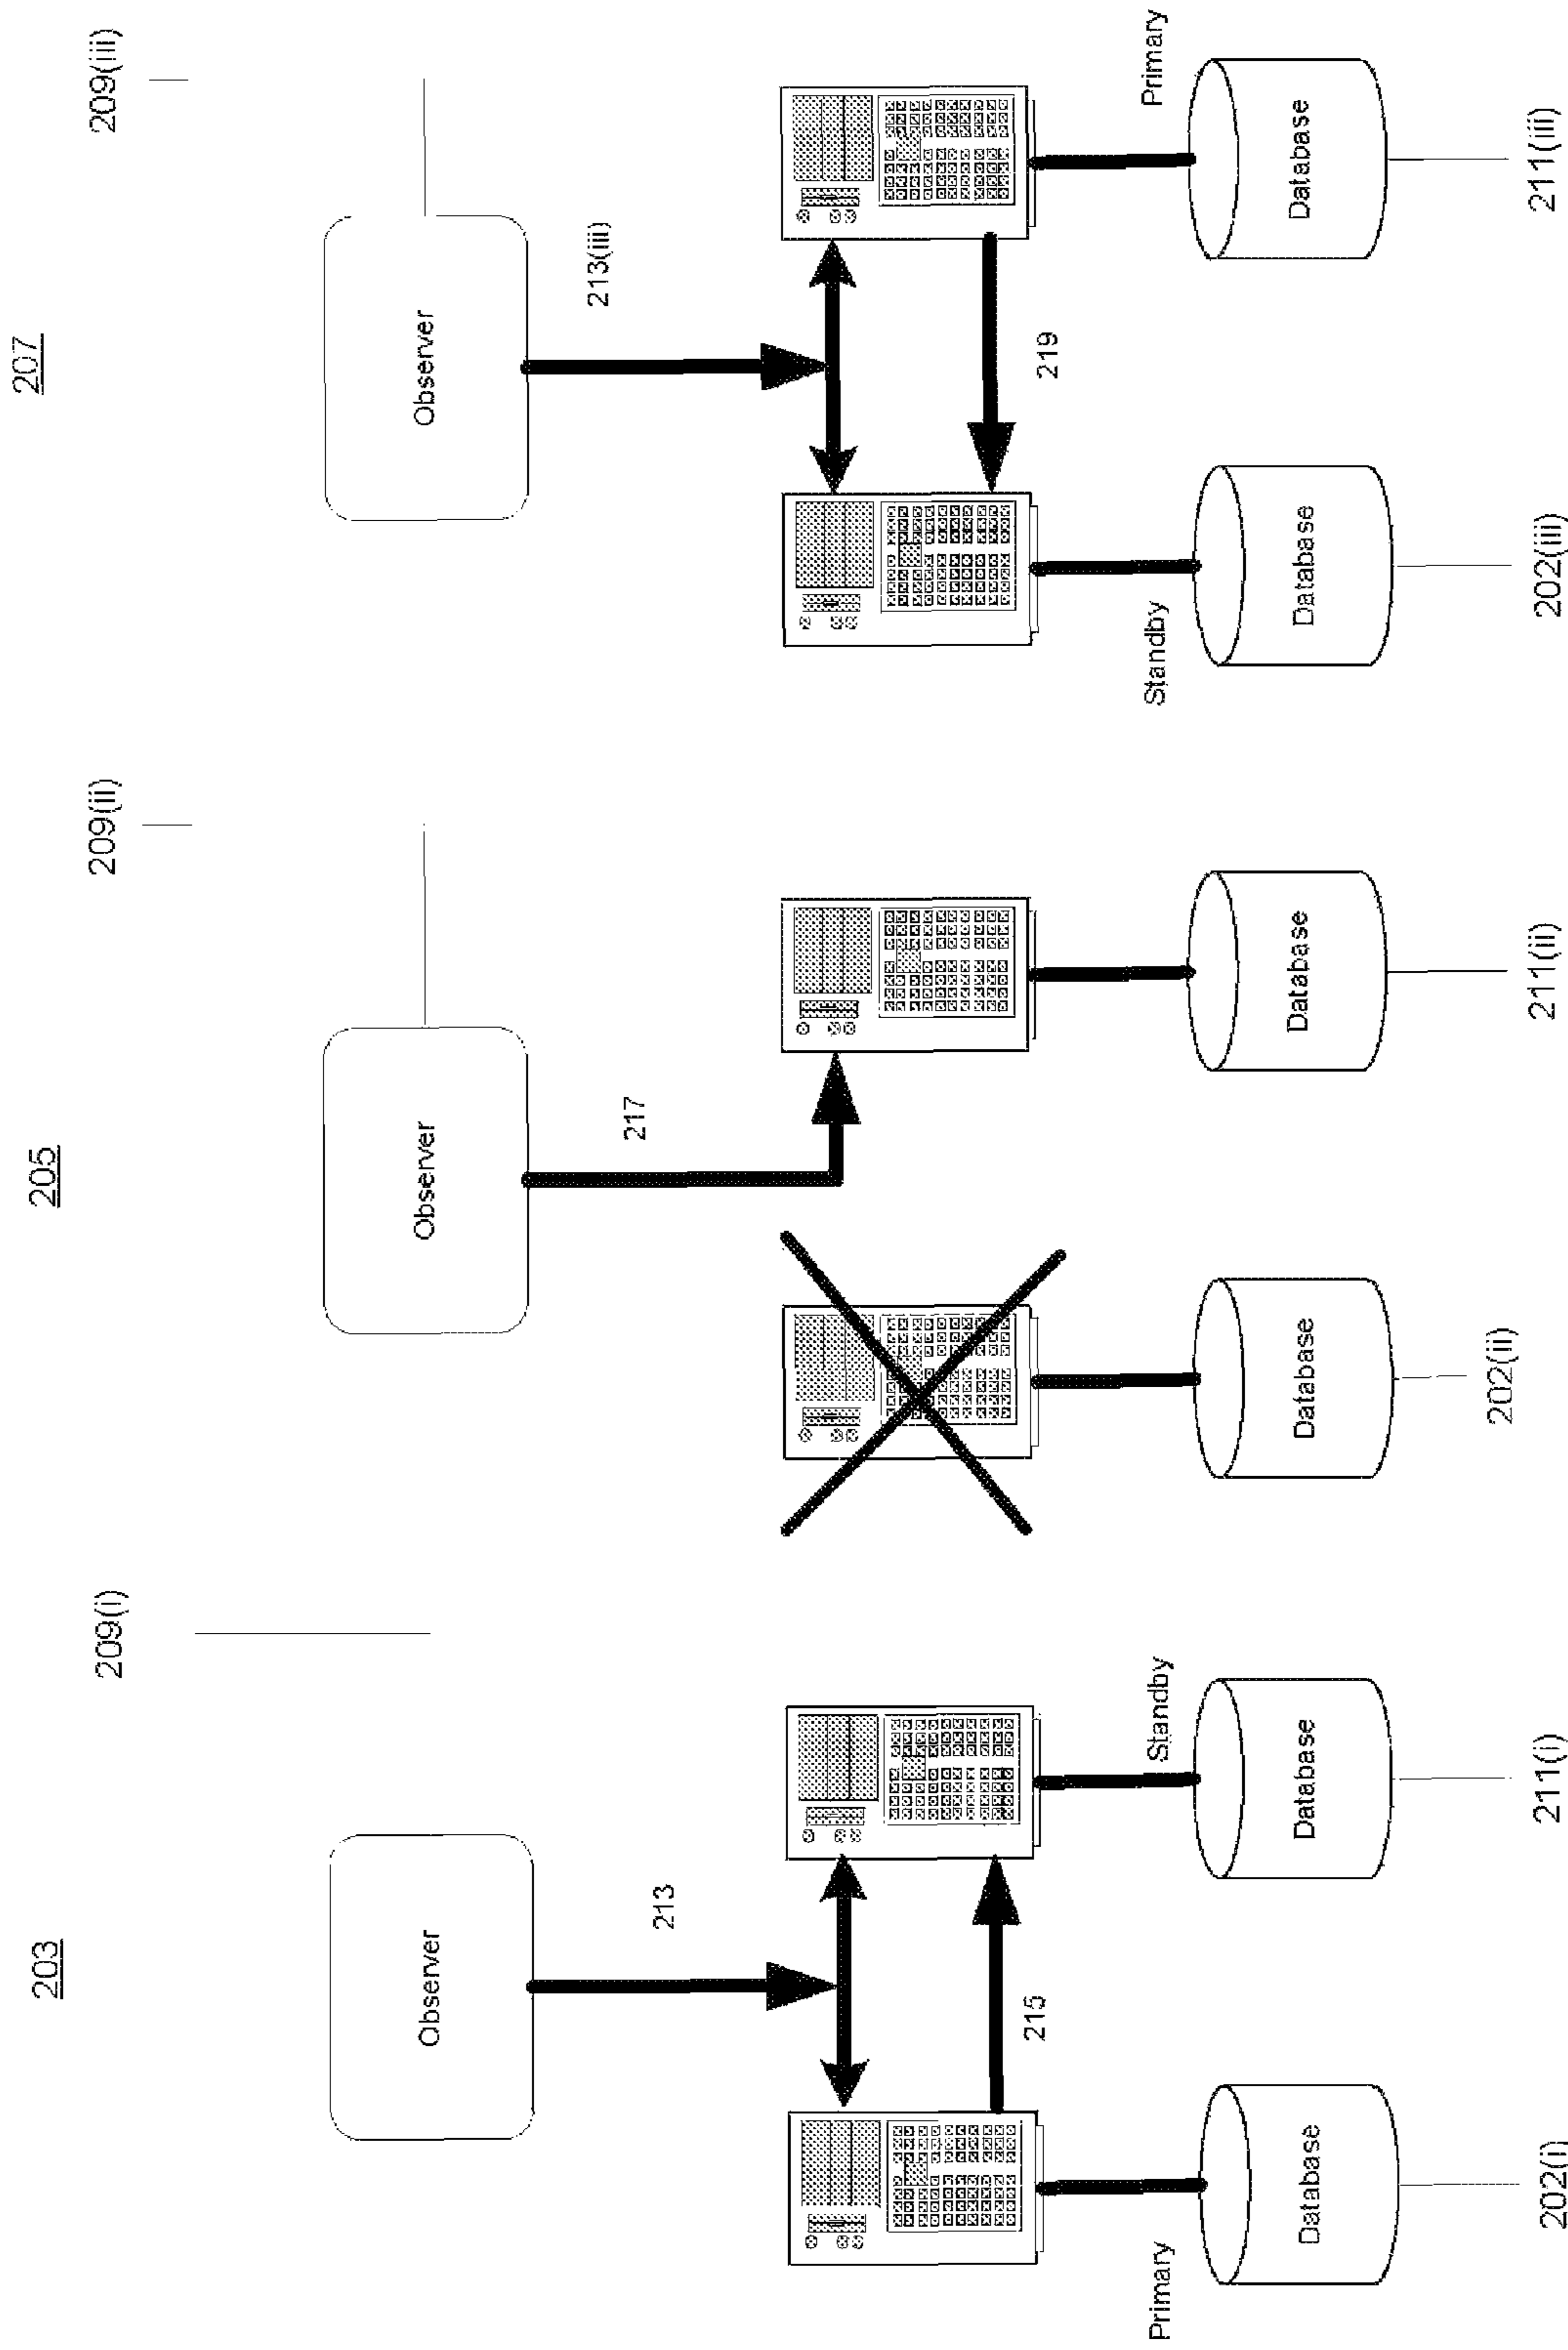 203
205
207
209(i)
209(ii)
209(iii)
Observer
Observer
Observer
213
217
213(iii)
215
219
Primary
Standby
Standby
Primary
Database
Database
Database
Database
Database
Database
202(i)
211(i)
202(ii)
211(ii)
202(iii)
211(iii)